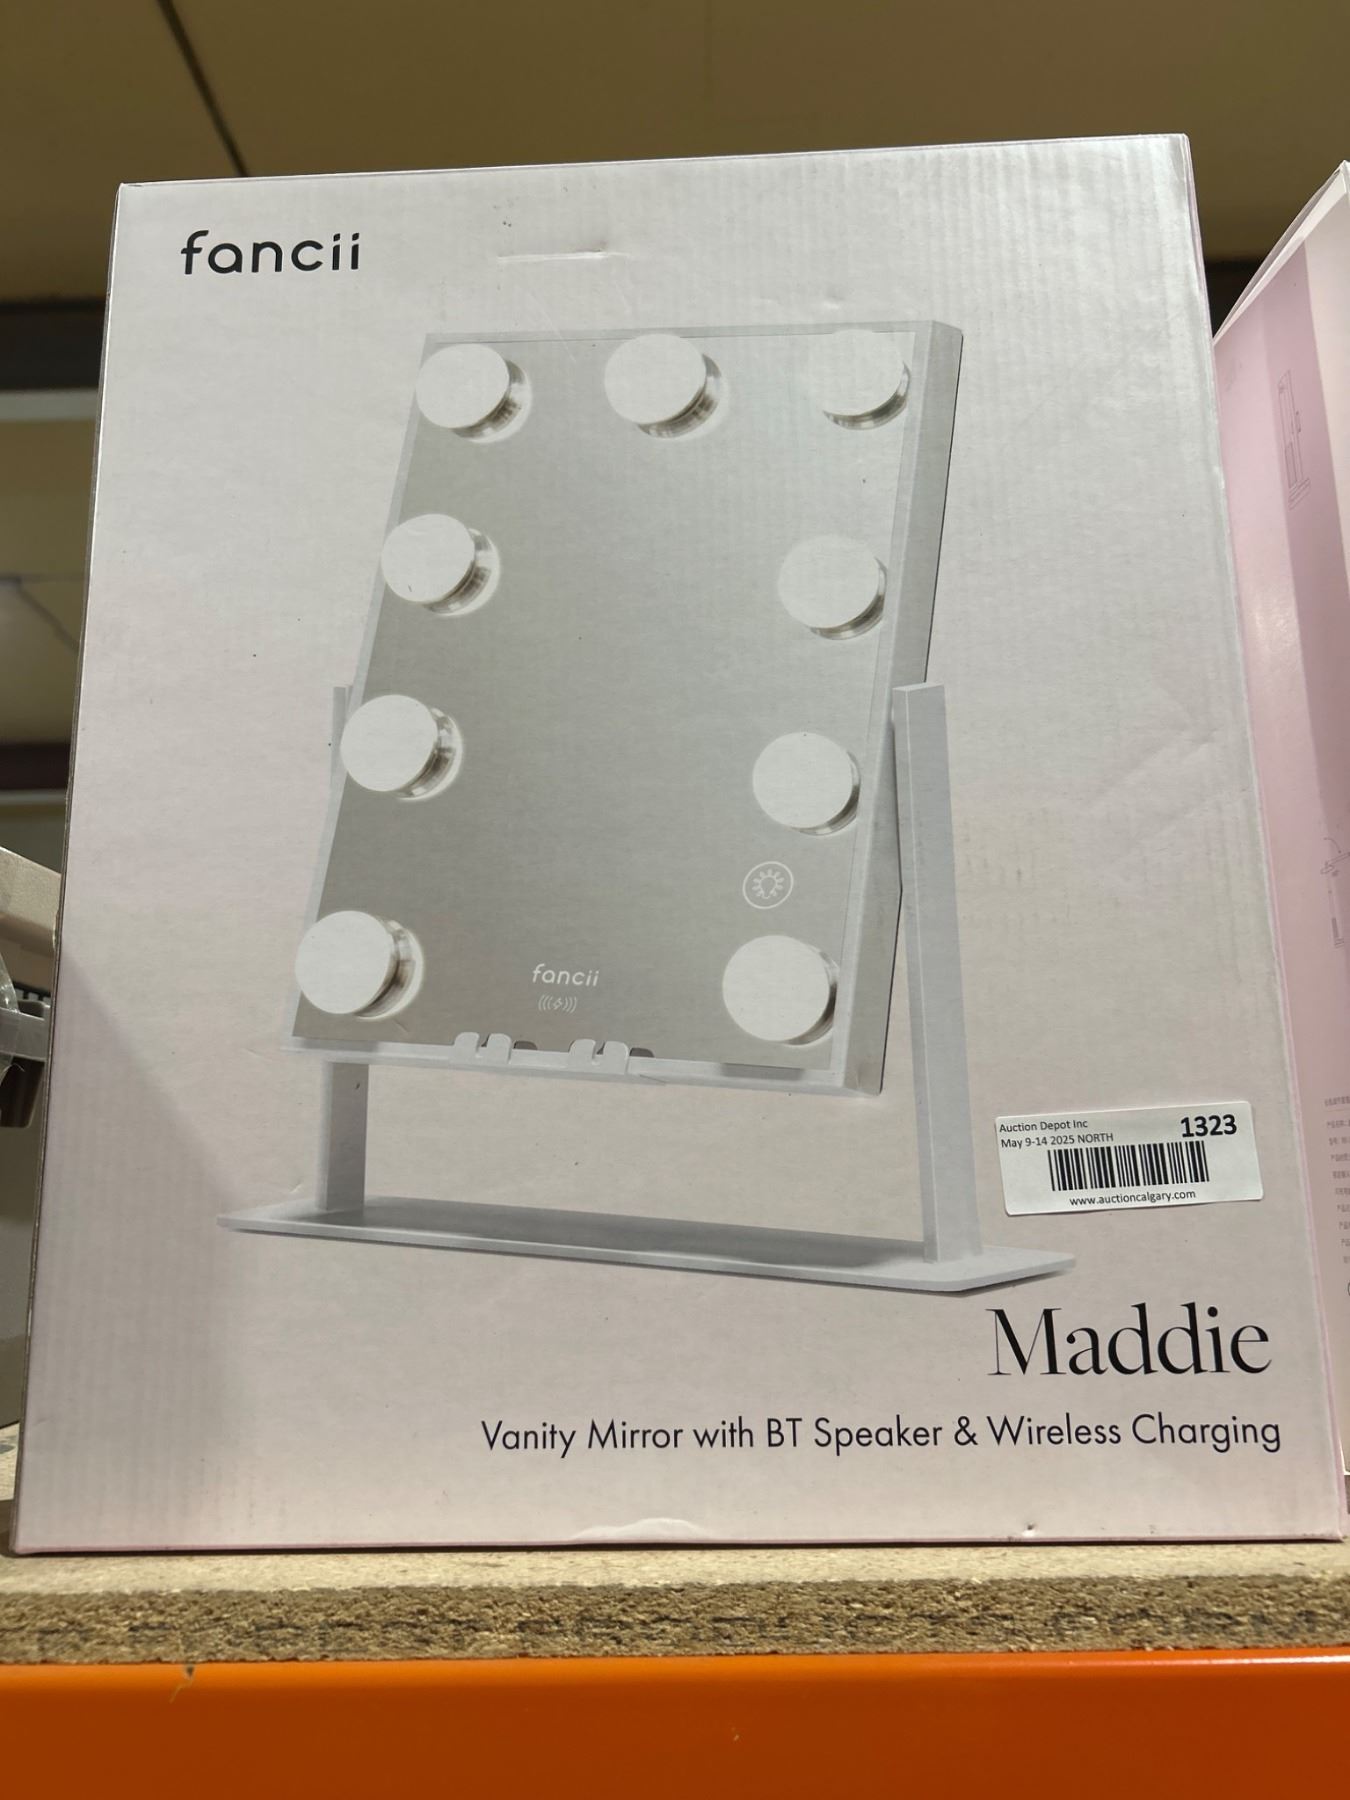 fancii
fancii
Auction Depot Inc
1323
May 9-14 2025 NORTH
www.auctioncalgary.com
Maddie
Vanity Mirror with BT Speaker & Wireless Charging